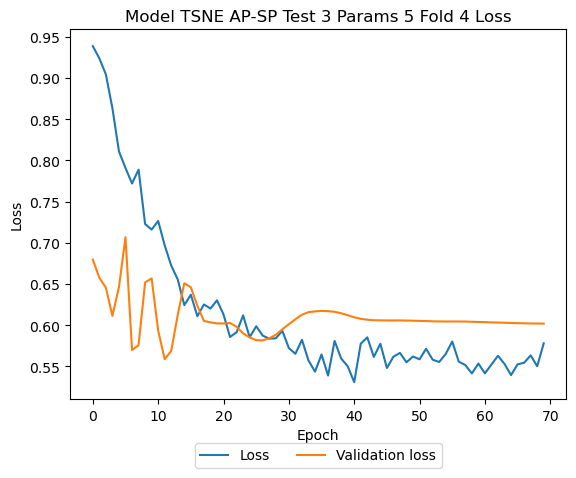 Model TSNE AP-SP Test 3 Params 5 Fold 4 Loss
0.95
0.90
0.85
0.80
0.75
0.70
0.65
0.60
0.55
Loss
0 10 20 30 40 50 60 70
Epoch
Loss Validation loss